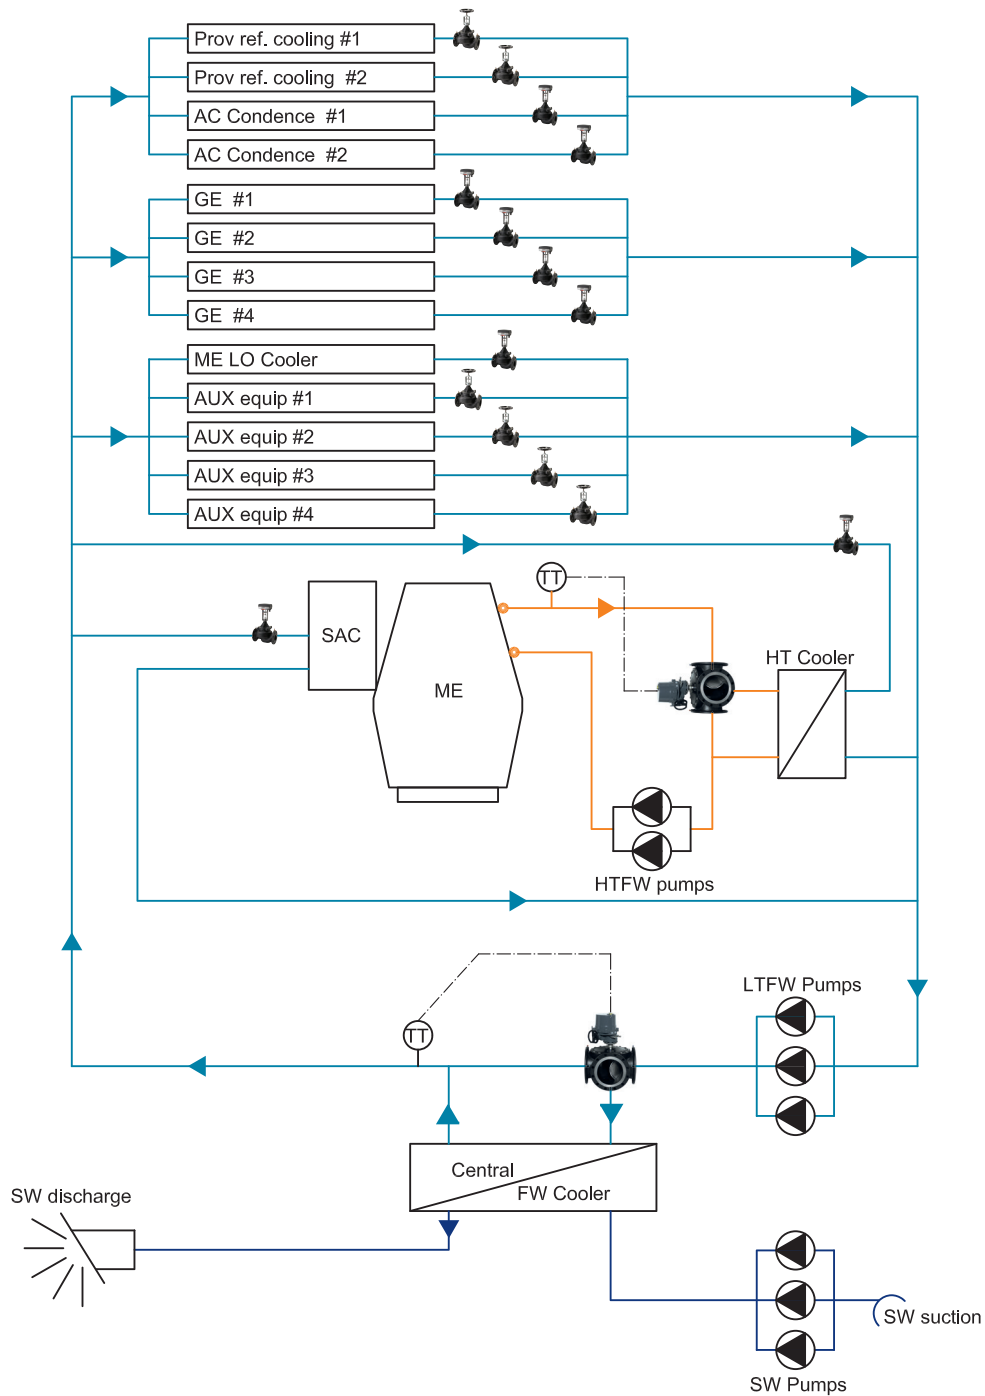 Prov ref. cooling #1
Prov ref. cooling #2
AC Condence #1
AC Condence #2
GE #1
GE #2
GE #3
GE #4
ME LO Cooler
AUX equip #1
AUX equip #2
AUX equip #3
AUX equip #4
TT
SAC
ME
HT Cooler
HTFW pumps
LTFW Pumps
TT
Central
FW Cooler
SW discharge
SW suction
SW Pumps